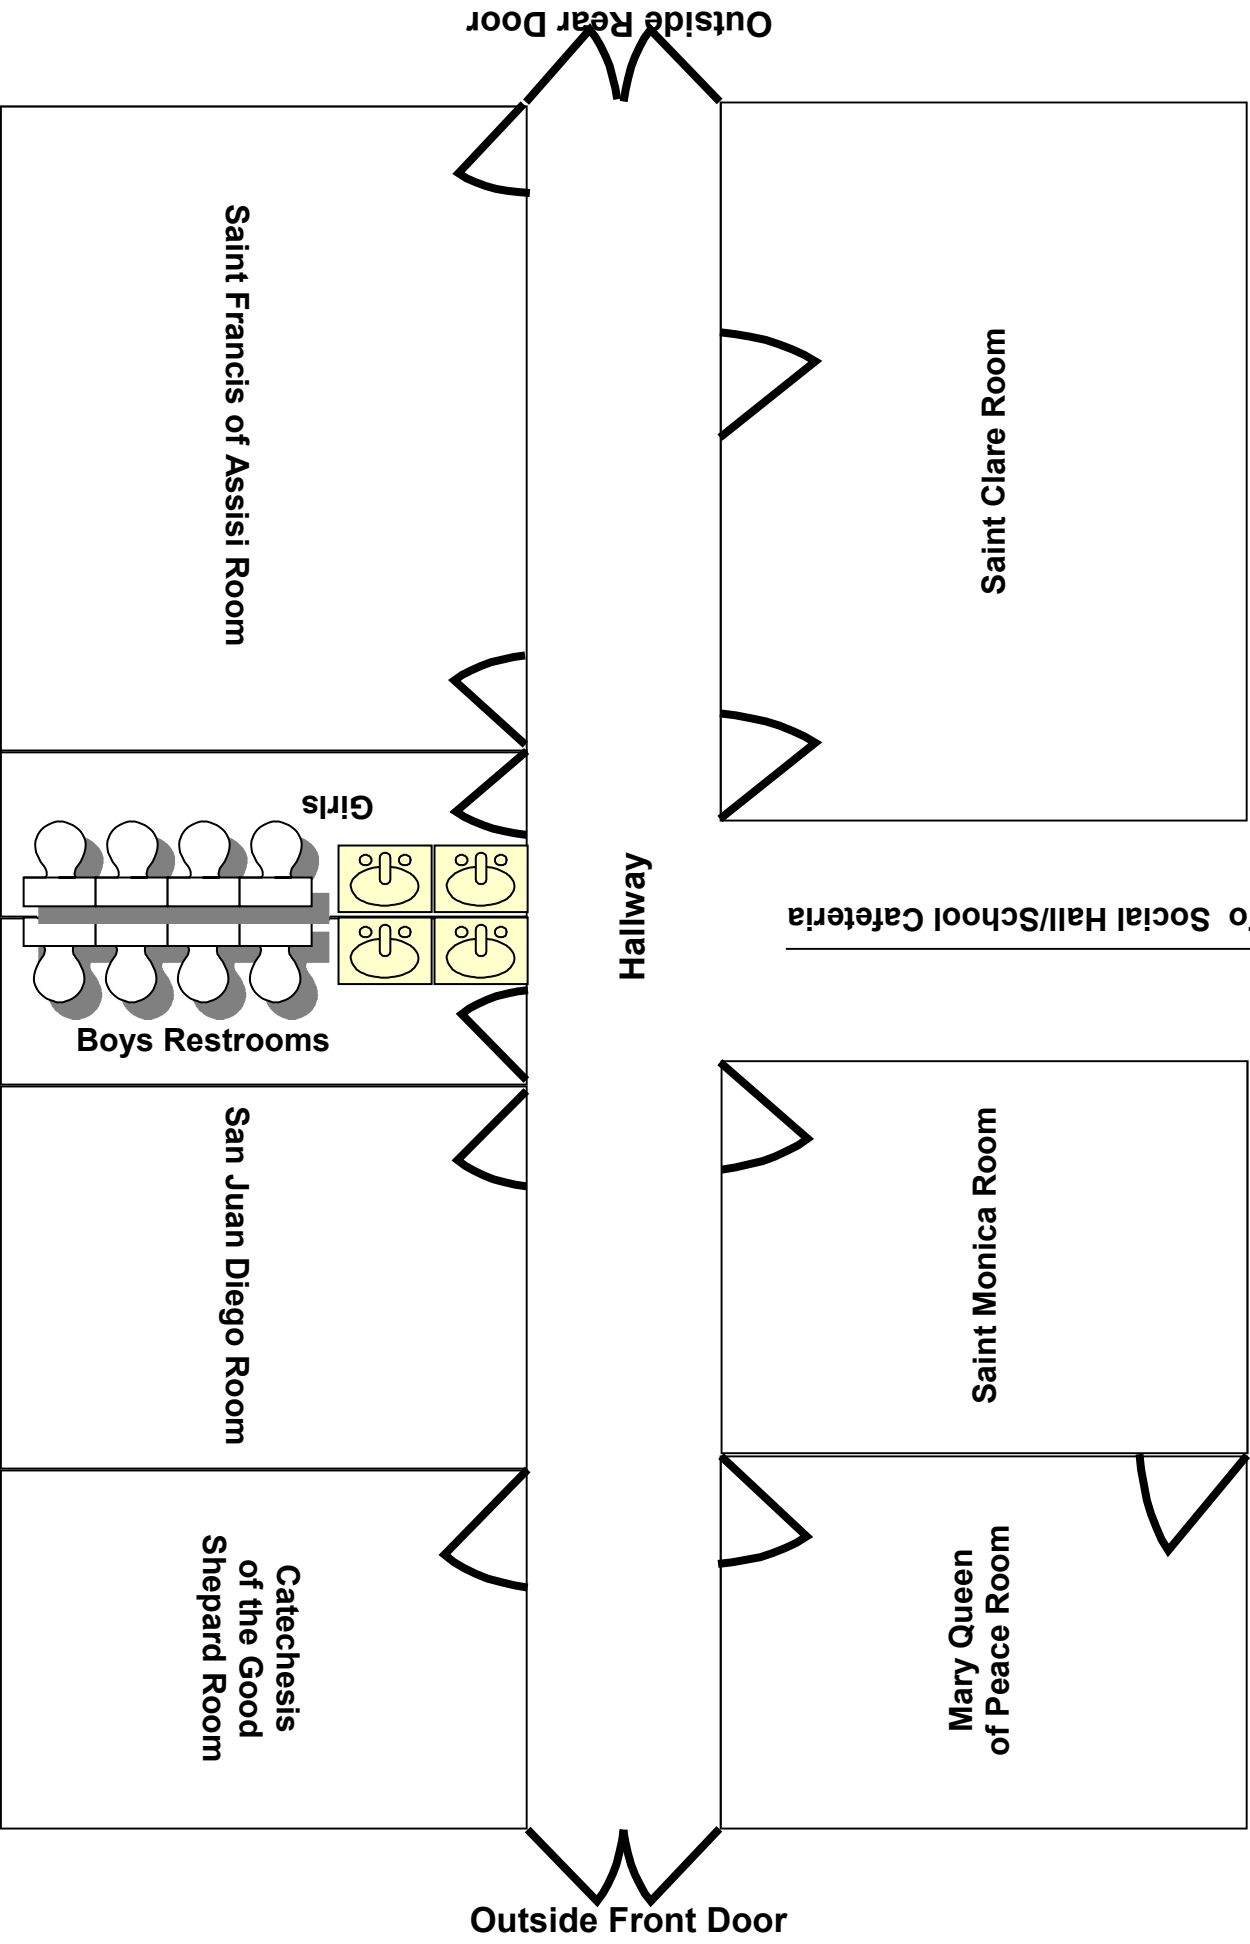 Outside Rear Door
Saint Francis of Assisi Room
Saint Clare Room
Girls
Hallway
o Social Hall/School Cafeteria
Boys Restrooms
San Juan Diego Room
Saint Monica Room
Catechesis
of the Good
Shepard Room
Mary Queen
of Peace Room
Outside Front Door